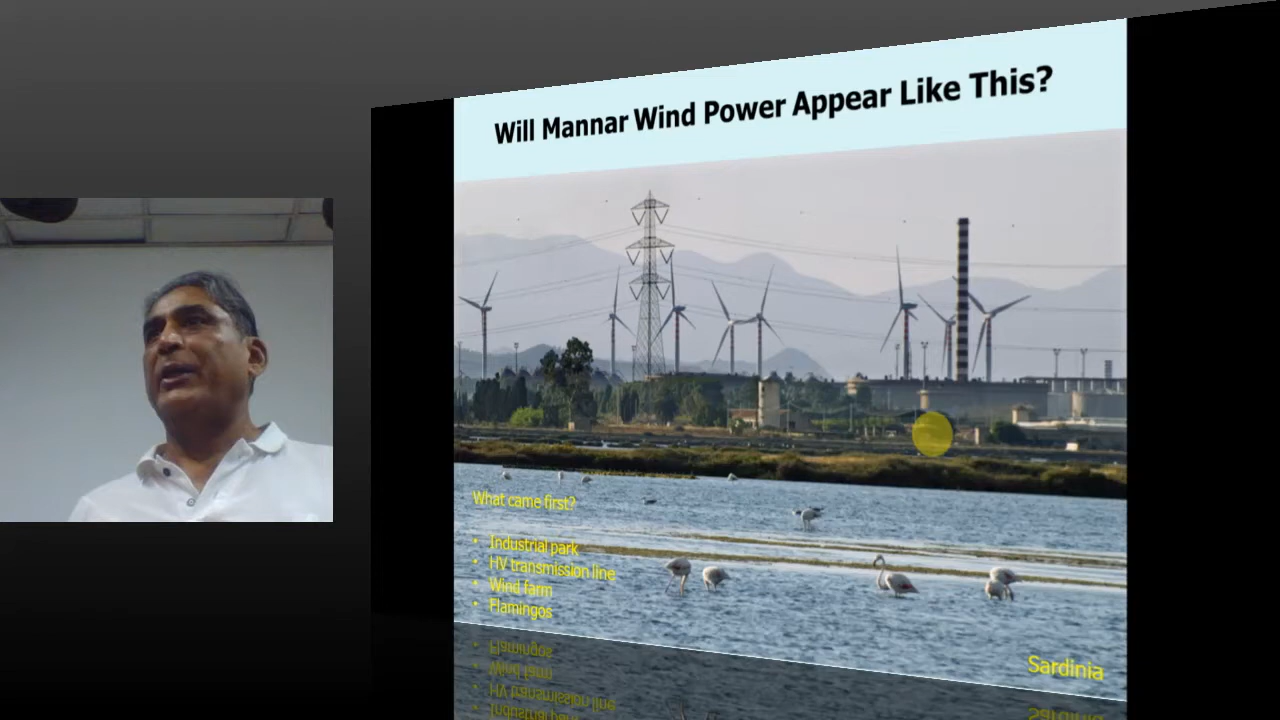 Will Mannar Wind Power Appear Like This?
What came first?
• Industrial park
• HV transmission line
• Wind farm
• Flamingos
Sardinia